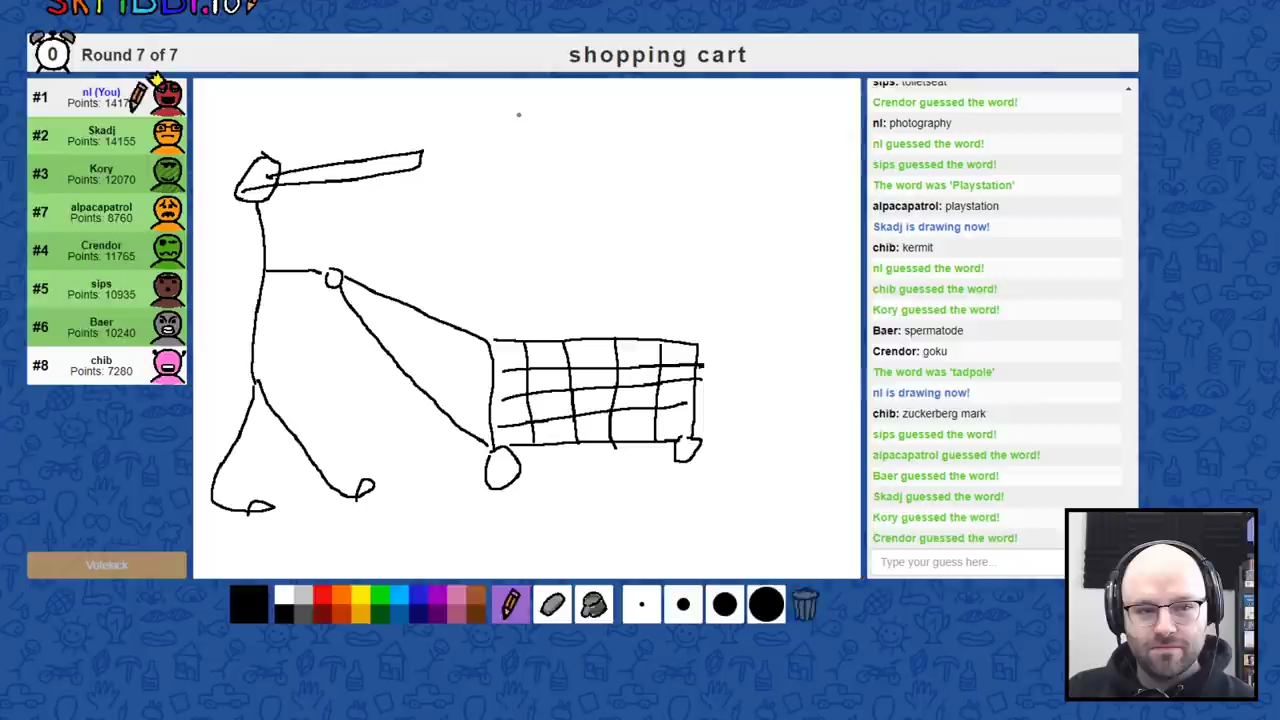 skribbl.io
0
Round 7 of 7
shopping cart
#1
nl (You)
Points: 1417
#2
Skadj
Points: 14155
#3
Kory
Points: 12070
#7
alpacapatrol
Points: 8760
#4
Crendor
Points: 11765
#5
sips
Points: 10935
#6
Baer
Points: 10240
#8
chib
Points: 7280
Votekick
sips: toiletseat
Crendor guessed the word!
nl: photography
nl guessed the word!
sips guessed the word!
The word was 'Playstation'
alpacapatrol: playstation
Skadj is drawing now!
chib: kermit
nl guessed the word!
chib guessed the word!
Kory guessed the word!
Baer: spermatode
Crendor: goku
The word was 'tadpole'
nl is drawing now!
chib: zuckerberg mark
sips guessed the word!
alpacapatrol guessed the word!
Baer guessed the word!
Skadj guessed the word!
Kory guessed the word!
Crendor guessed the word!
Type your guess here...